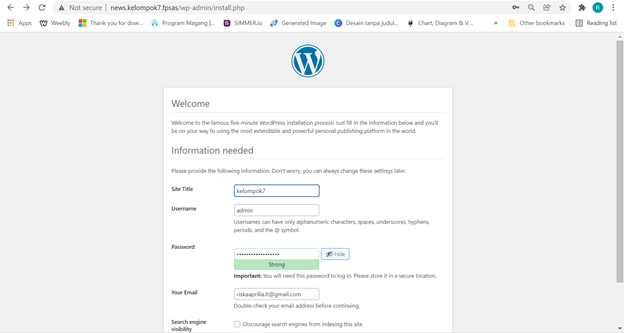 Not secure | news.kelompok7.fpsas/wp-admin/install.php
R
Apps Weebly Thank you for dow... Program Magang |... SIMMER.io Generated Image Desain tanpa judul... Chart, Diagram & V... » Other bookmarks Reading list
Welcome
Welcome to the famous five-minute WordPress installation process! Just fill in the information below and you'll
be on your way to using the most extendable and powerful personal publishing platform in the world.
Information needed
Please provide the following information. Don't worry, you can always change these settings later.
Site Title kelompok7
Username admin
Usernames can have only alphanumeric characters, spaces, underscores, hyphens,
periods, and the @ symbol.
Password •••••••••••••••••• Hide
Strong
Important: You will need this password to log in. Please store it in a secure location.
Your Email riskaaprilia.it@gmail.com
Double-check your email address before continuing.
Search engine
visibility
Discourage search engines from indexing this site